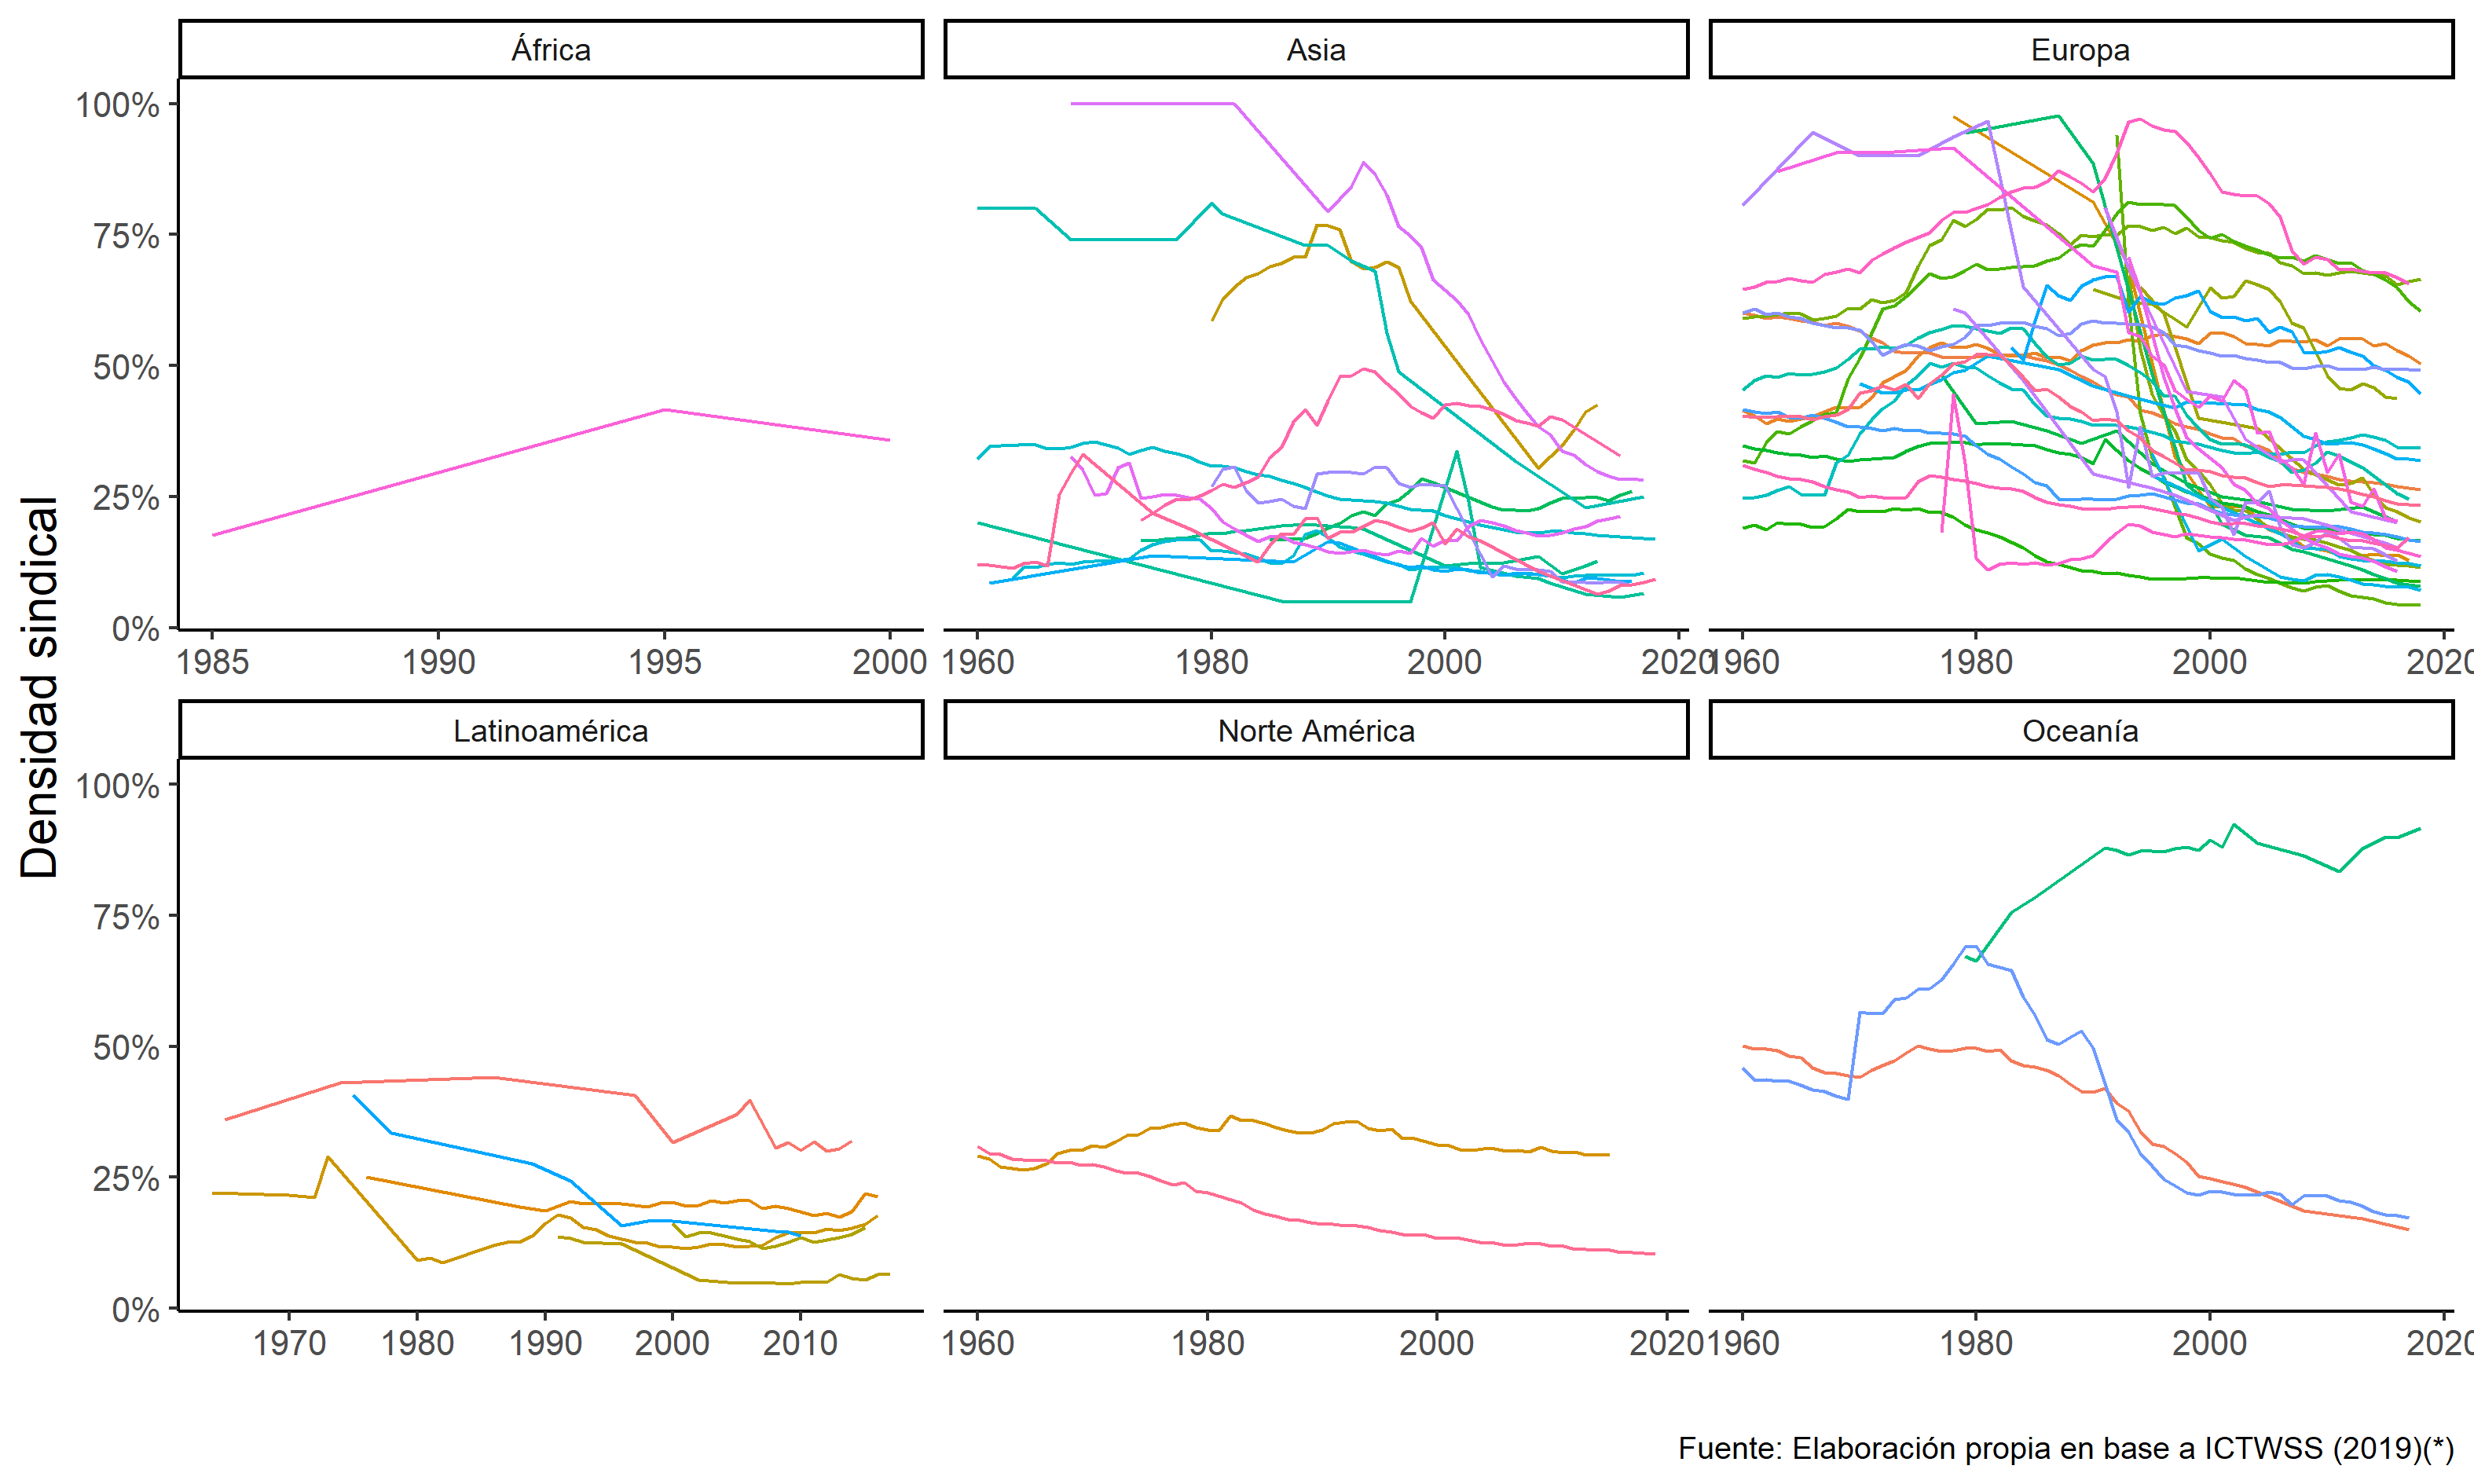 África
Asia
Europa
100%
75%
50%
25%
0%
1985 1990 1995 2000
1960 1980 2000 2020
1960 1980 2000 2020
Densidad sindical
Latinoamérica
Norte América
Oceanía
100%
75%
50%
25%
0%
1970 1980 1990 2000 2010
1960 1980 2000 2020
1960 1980 2000 2020
Fuente: Elaboración propia en base a ICTWSS (2019)(*)